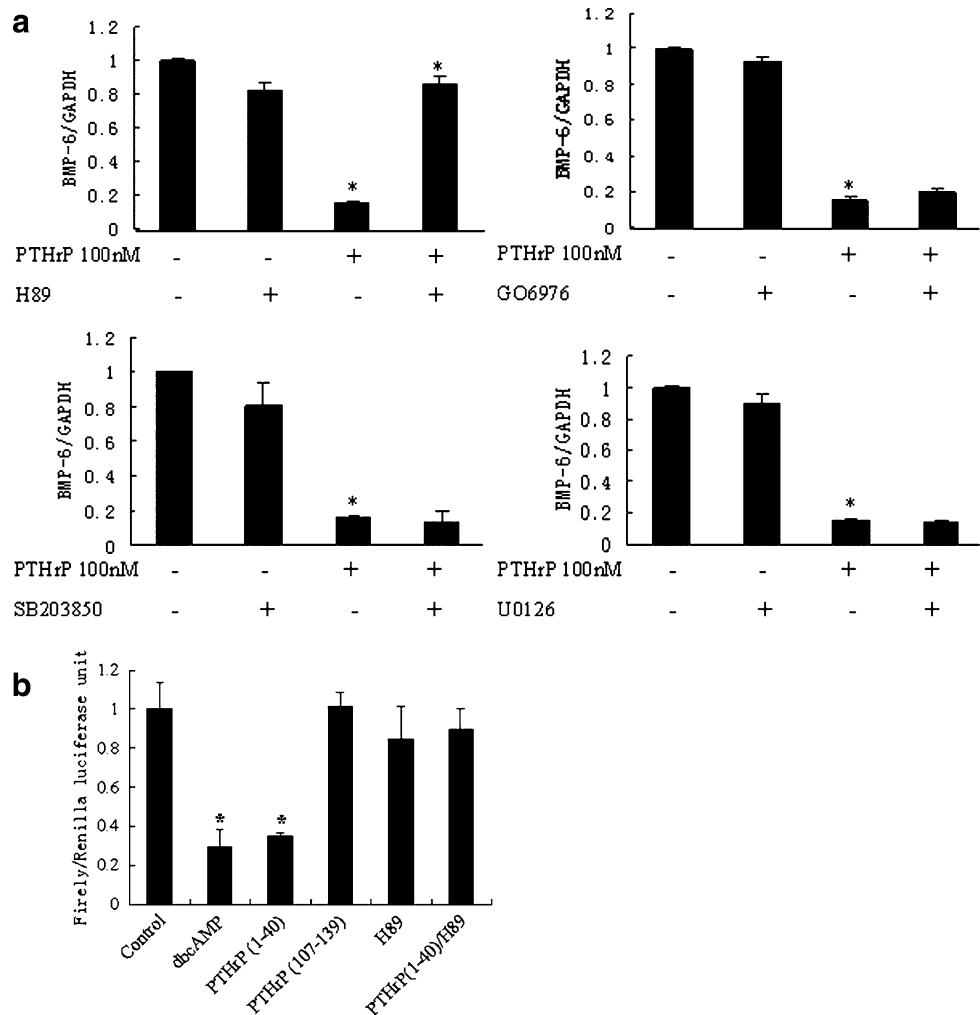 a
1.2
1
0.8
0.6
0.4
0.2
0
BMP-6/GAPDH
*
*
PTHrP 100nM - - + +
H89 - + - +
1.2
1
0.8
0.6
0.4
0.2
0
BMP-6/GAPDH
*
PTHrP 100nM - - + +
GO6976 - + - +
1.2
1
0.8
0.6
0.4
0.2
0
BMP-6/GAPDH
*
PTHrP 100nM - - + +
SB203850 - + - +
1.2
1
0.8
0.6
0.4
0.2
0
BMP-6/GAPDH
*
PTHrP 100nM - - + +
U0126 - + - +
b
1.2
1
0.8
0.6
0.4
0.2
0
Firely/Renilla luciferase unit
*
*
Control
dbcAMP
PTHrP (1-40)
PTHrP (107-139)
H89
PTHrP(1-40)/H89